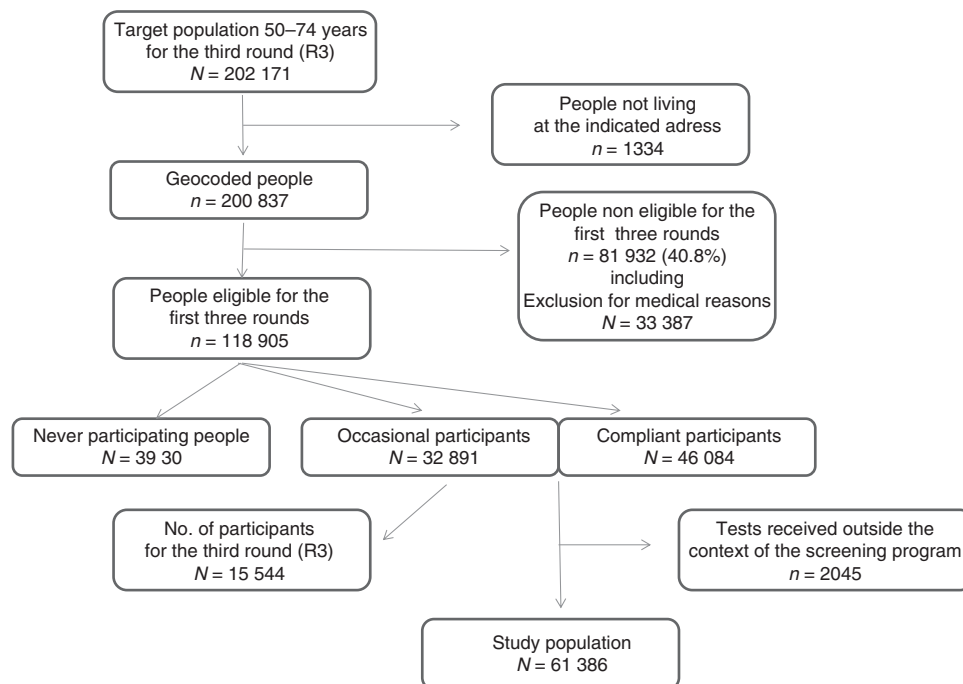 Target population 50–74 years
for the third round (R3)
N = 202 171
People not living
at the indicated adress
n = 1334
Geocoded people
n = 200 837
People non eligible for the
first three rounds
n = 81 932 (40.8%)
including
Exclusion for medical reasons
N = 33 387
People eligible for the
first three rounds
n = 118 905
Never participating people
N = 39 30
Occasional participants
N = 32 891
Compliant participants
N = 46 084
No. of participants
for the third round (R3)
N = 15 544
Tests received outside the
context of the screening program
n = 2045
Study population
N = 61 386